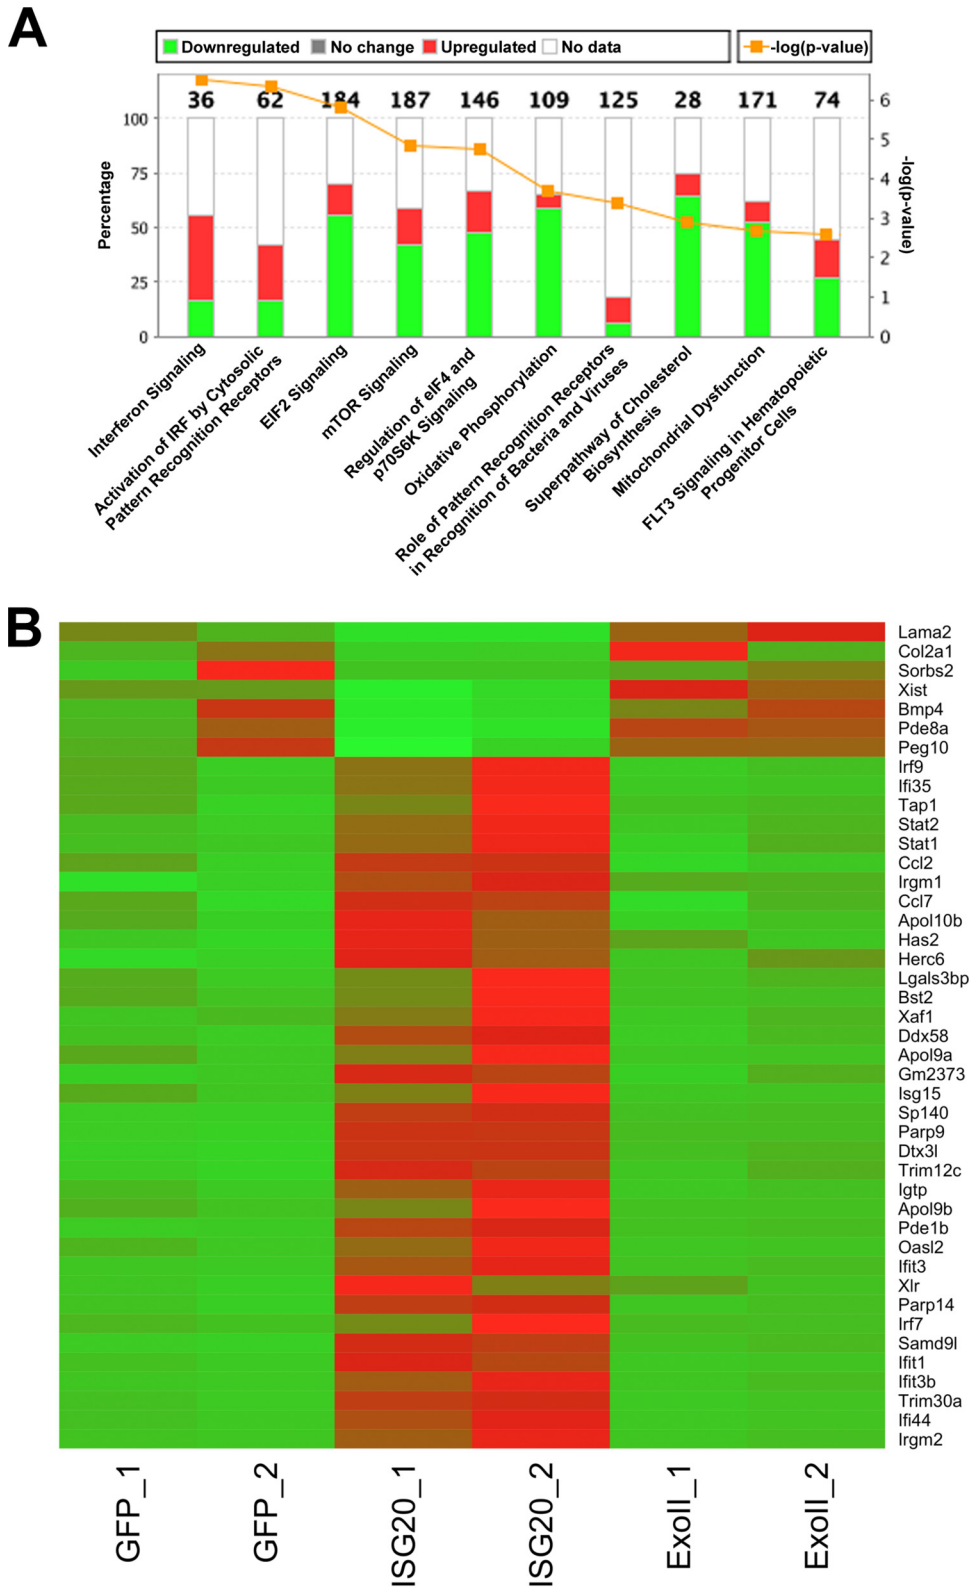 A
Downregulated No change Upregulated No data -log(p-value)
36 62 184 187 146 109 125 28 171 74
100
75
50
25
0
Percentage
6
5
4
3
2
1
0
-log(p-value)
Interferon Signaling
Activation of IRF by Cytosolic
Pattern Recognition Receptors
EIF2 Signaling
mTOR Signaling
Regulation of eIF4 and
p70S6K Signaling
Oxidative Phosphorylation
Role of Pattern Recognition Receptors
in Recognition of Bacteria and Viruses
Superpathway of Cholesterol
Biosynthesis
Mitochondrial Dysfunction
FLT3 Signaling in Hematopoietic
Progenitor Cells
B
Lama2
Col2a1
Sorbs2
Xist
Bmp4
Pde8a
Peg10
Irf9
Ifi35
Tap1
Stat2
Stat1
Ccl2
Irgm1
Ccl7
Apol10b
Has2
Herc6
Lgals3bp
Bst2
Xaf1
Ddx58
Apol9a
Gm2373
Isg15
Sp140
Parp9
Dtx3l
Trim12c
Igtp
Apol9b
Pde1b
Oasl2
Ifit3
Xlr
Parp14
Irf7
Samd9l
Ifit1
Ifit3b
Trim30a
Ifi44
Irgm2
GFP_1
GFP_2
ISG20_1
ISG20_2
ExoII_1
ExoII_2